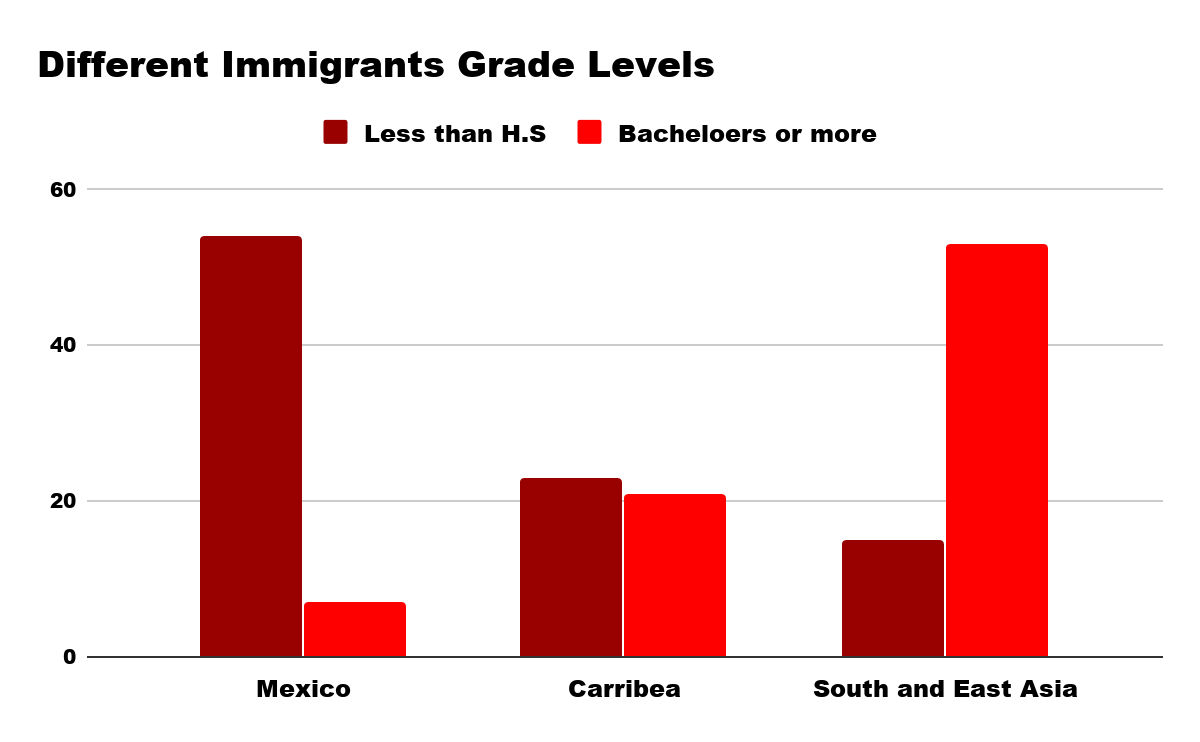 Different Immigrants Grade Levels
Less than H.S Bacheloers or more
60
40
20
0
Mexico Carribea South and East Asia